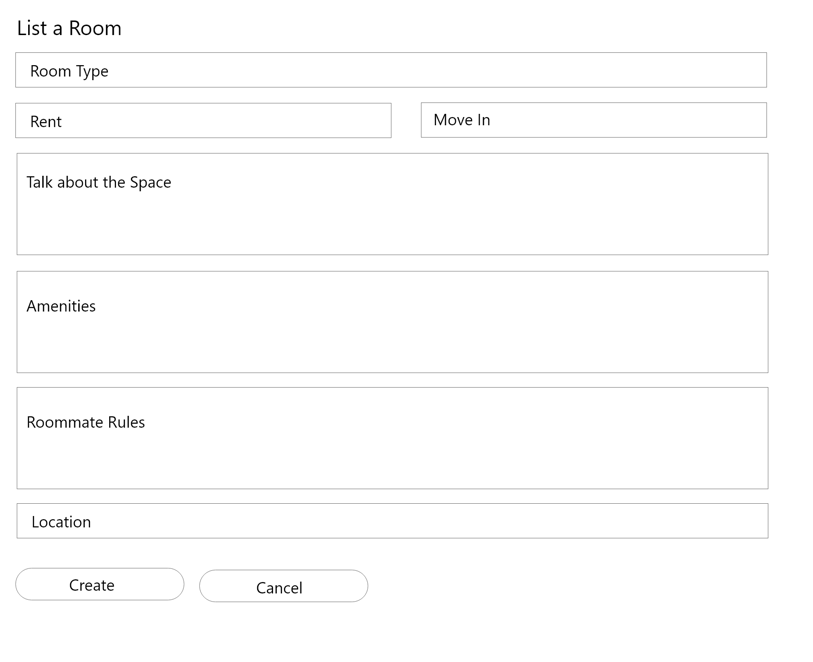 List a Room
Room Type
Rent
Move In
Talk about the Space
Amenities
Roommate Rules
Location
Create
Cancel